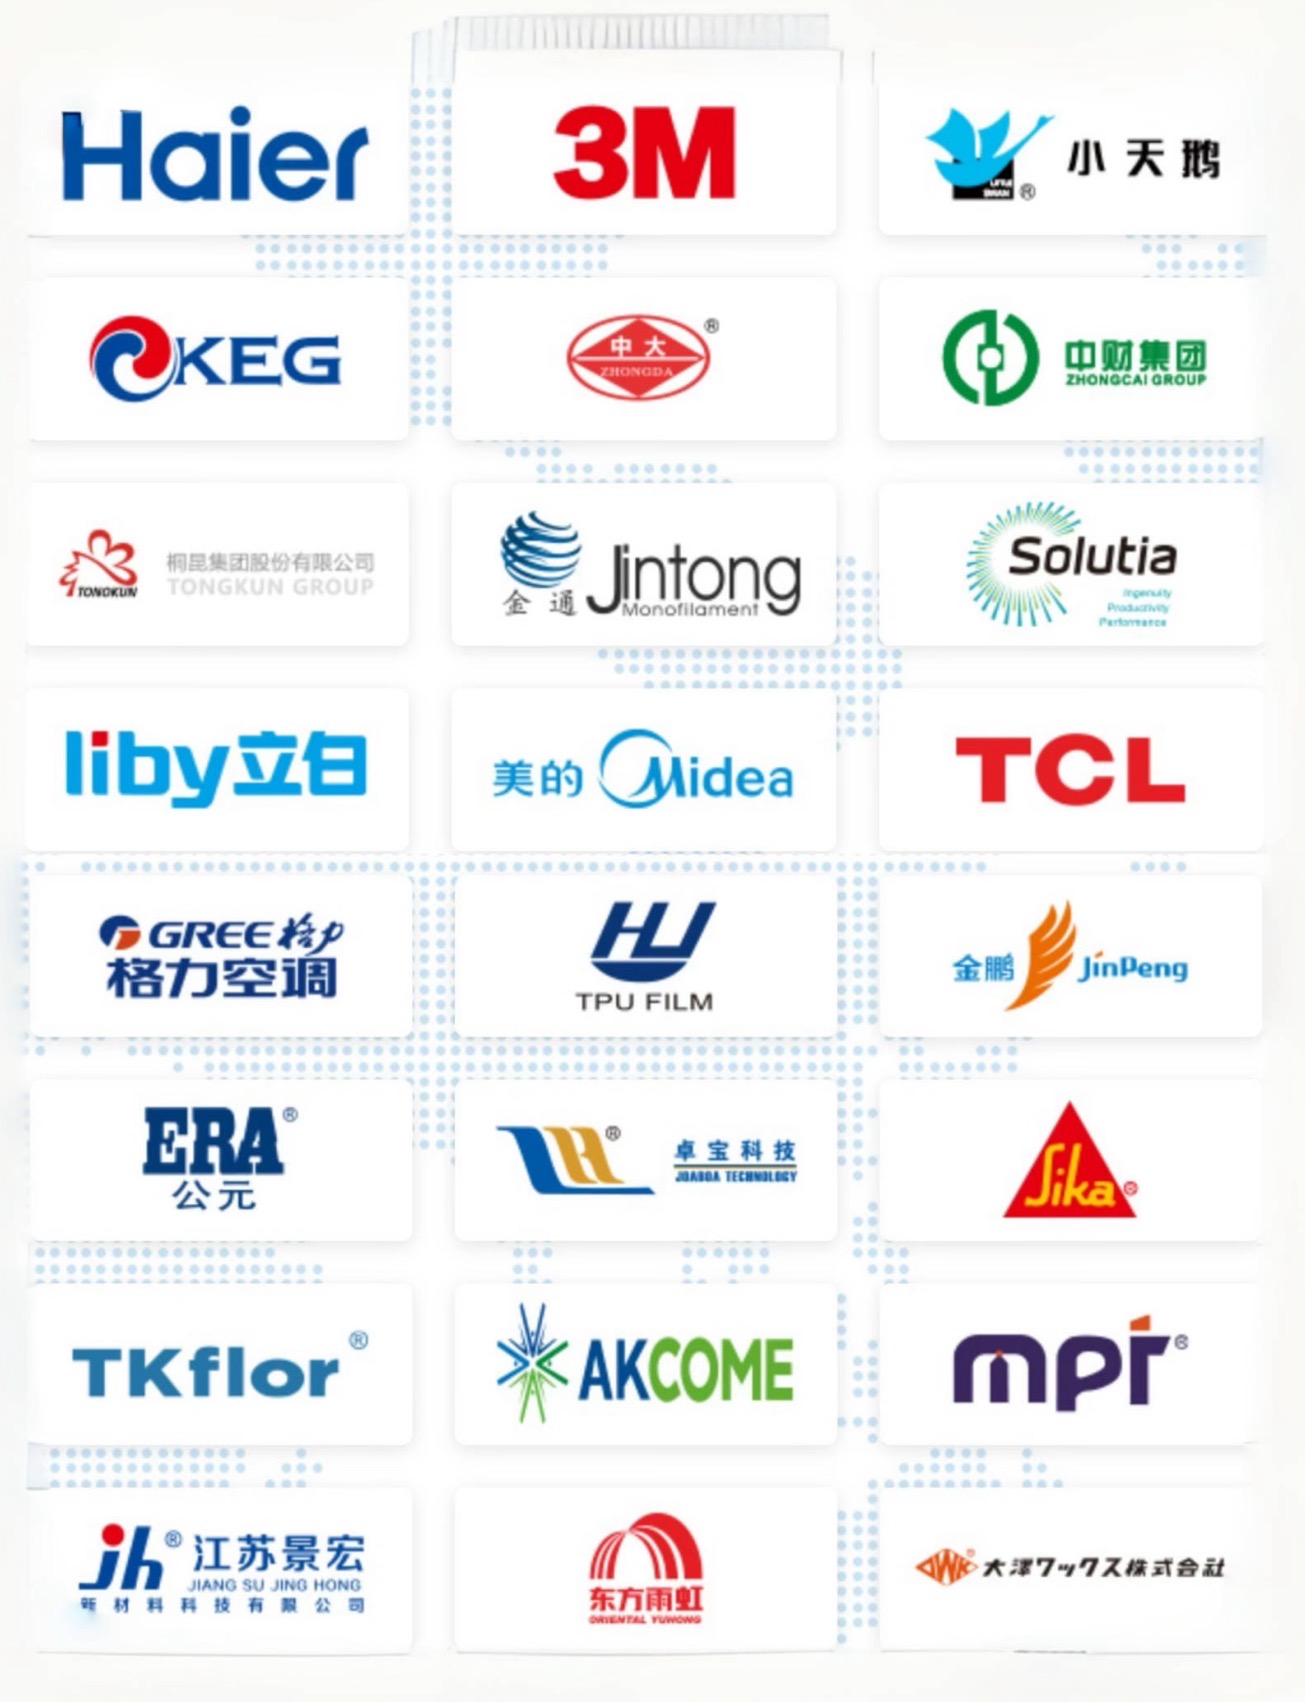 Haier
3M
小天鹅
LITTLE
SWAN
®
KEG
®
中大
ZHONGDA
中财集团
ZHONGCAI GROUP
TONGKUN
桐昆集团股份有限公司
TONGKUN GROUP
金通
Jintong
Monofilament
Solutia
Ingenuity
Productivity
Performance
liby立白
美的 Midea
TCL
GREE格力
格力空调
HU
TPU FILM
金鹏 JinPeng
ERA®
公元
®
卓宝科技
JOABOA TECHNOLOGY
Sika®
TKflor®
AKCOME
mpi®
jh®
江苏景宏
JIANG SU JING HONG
新材料科技有限公司
东方雨虹
ORIENTAL YUHONG
OWK® 大澤ワックス株式会社